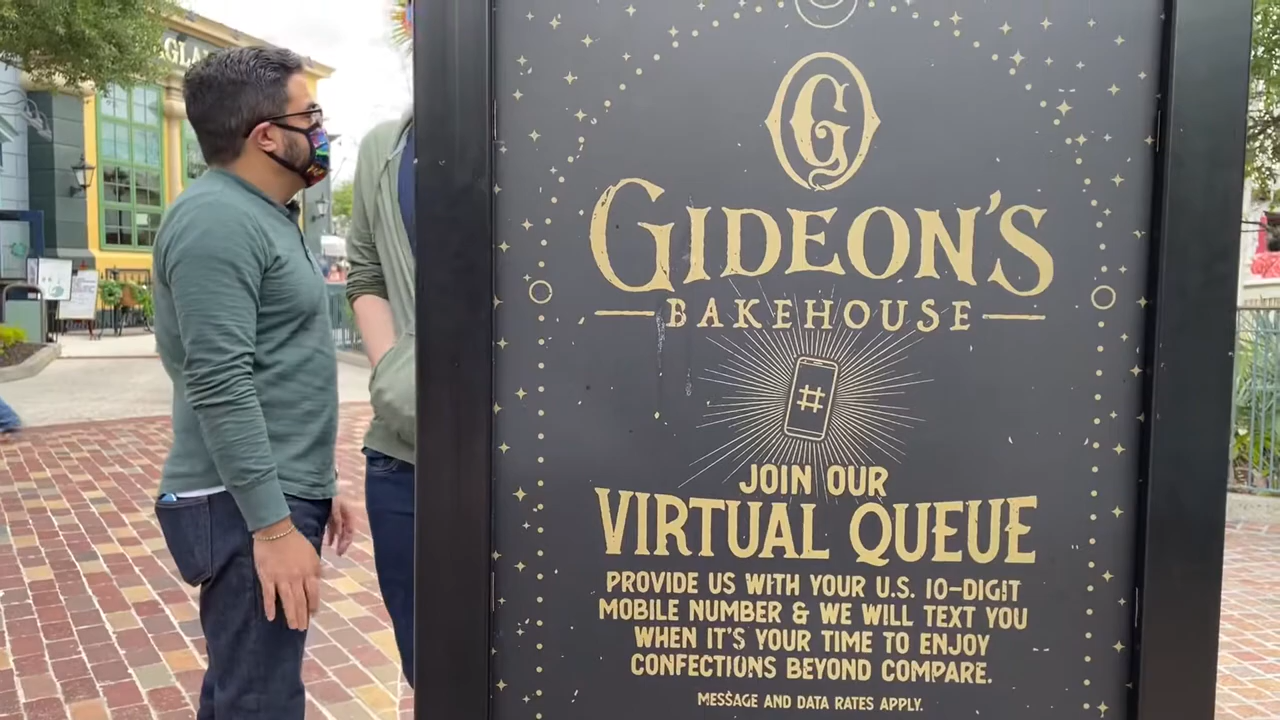 G
GIDEON'S
BAKEHOUSE
#
JOIN OUR
VIRTUAL QUEUE
PROVIDE US WITH YOUR U.S. 10-DIGIT
MOBILE NUMBER & WE WILL TEXT YOU
WHEN IT'S YOUR TIME TO ENJOY
CONFECTIONS BEYOND COMPARE.
MESSAGE AND DATA RATES APPLY.